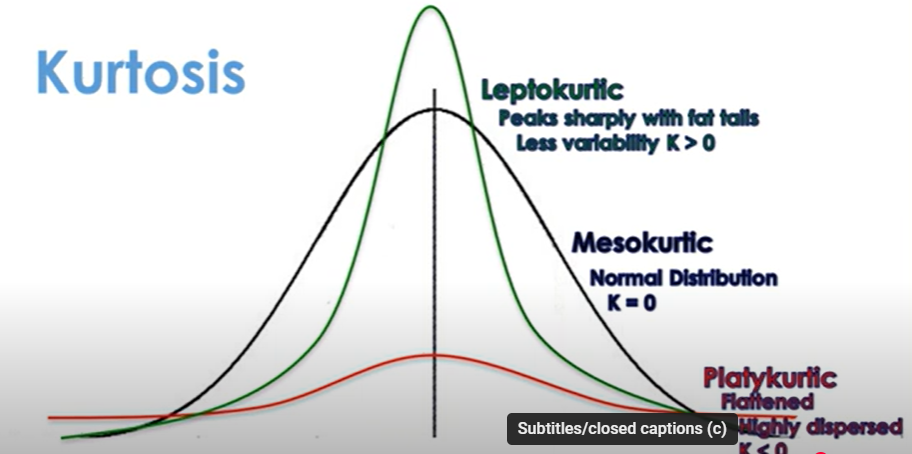 Kurtosis
Leptokurtic
Peaks sharply with fat tails
Less variability K > 0
Mesokurtic
Normal Distribution
K = 0
Platykurtic
Flattened
Highly dispersed
K < 0
Subtitles/closed captions (c)